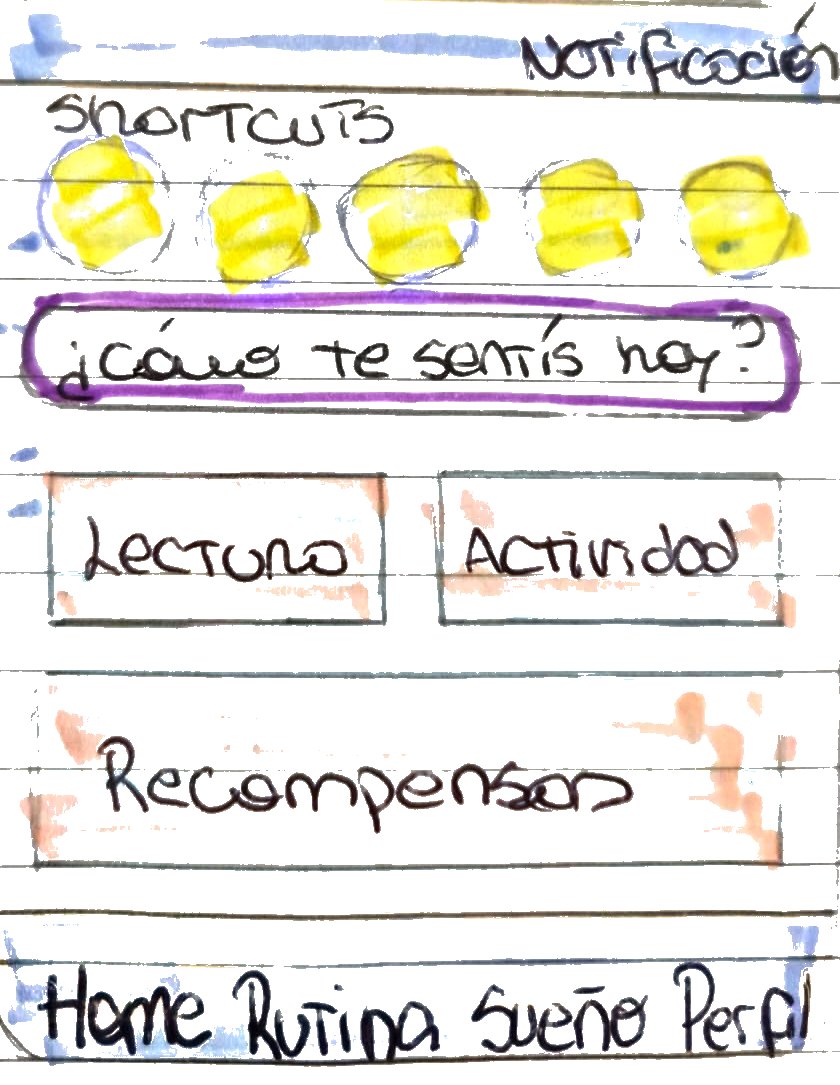 Notificación
Shortcuts
¿Cómo te sentís hoy?
Lectura Actividad
Recompensas
Home Rutina Sueño Perfil